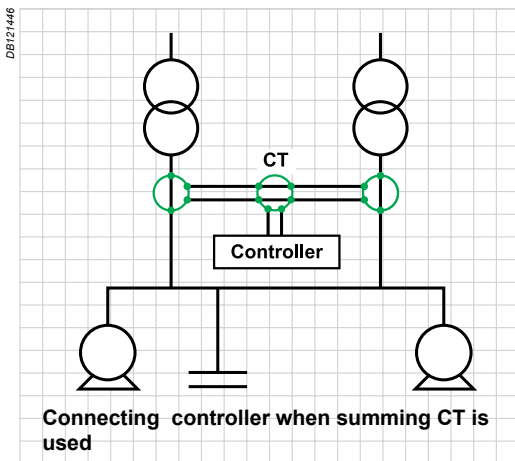 DB121446
CT
Controller
Connecting controller when summing CT is
used